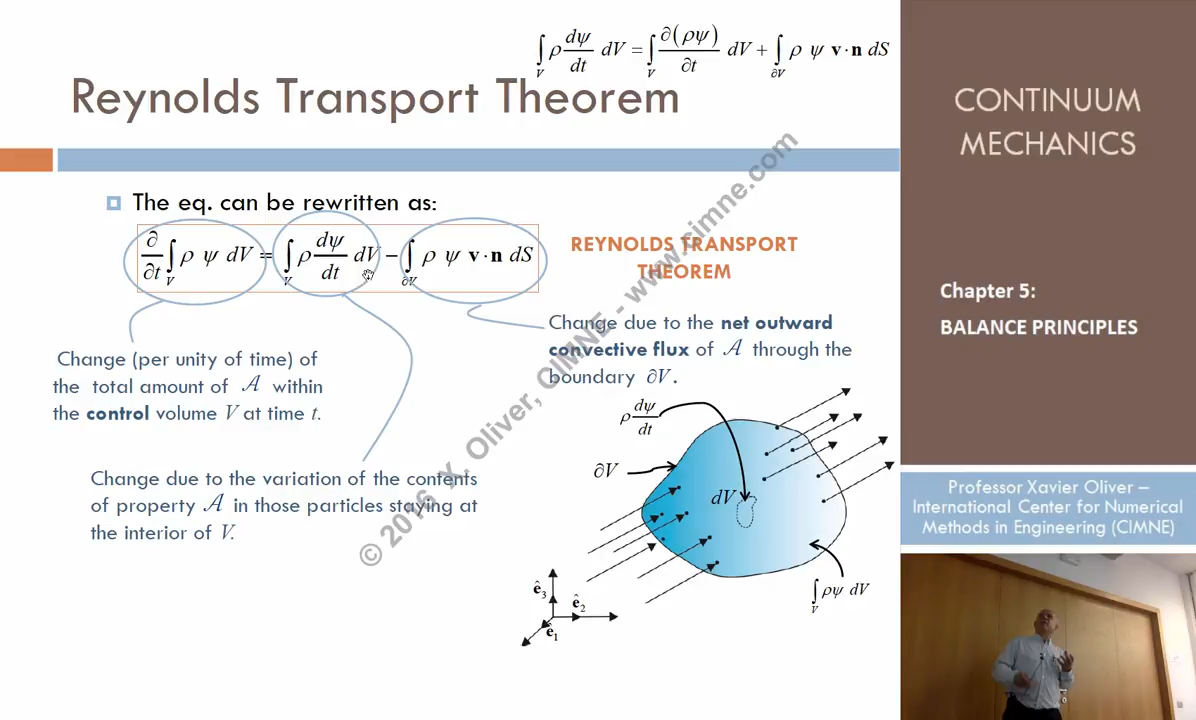 ∫_V ρ dψ/dt dV = ∫_V ∂(ρψ)/∂t dV + ∫_∂V ρ ψ v·n dS
Reynolds Transport Theorem
The eq. can be rewritten as:
∂/∂t ∫_V ρ ψ dV = ∫_V ρ dψ/dt dV − ∫_∂V ρ ψ v·n dS
REYNOLDS TRANSPORT
THEOREM
Change (per unity of time) of
the total amount of 𝒜 within
the control volume V at time t.
Change due to the net outward
convective flux of 𝒜 through the
boundary ∂V.
Change due to the variation of the contents
of property 𝒜 in those particles staying at
the interior of V.
ρ dψ/dt
∂V
dV
∫_V ρψ dV
ê₃
ê₂
ê₁
© 2016 X. Oliver, CIMNE - www.cimne.com
CONTINUUM
MECHANICS
Chapter 5:
BALANCE PRINCIPLES
Professor Xavier Oliver –
International Center for Numerical
Methods in Engineering (CIMNE)